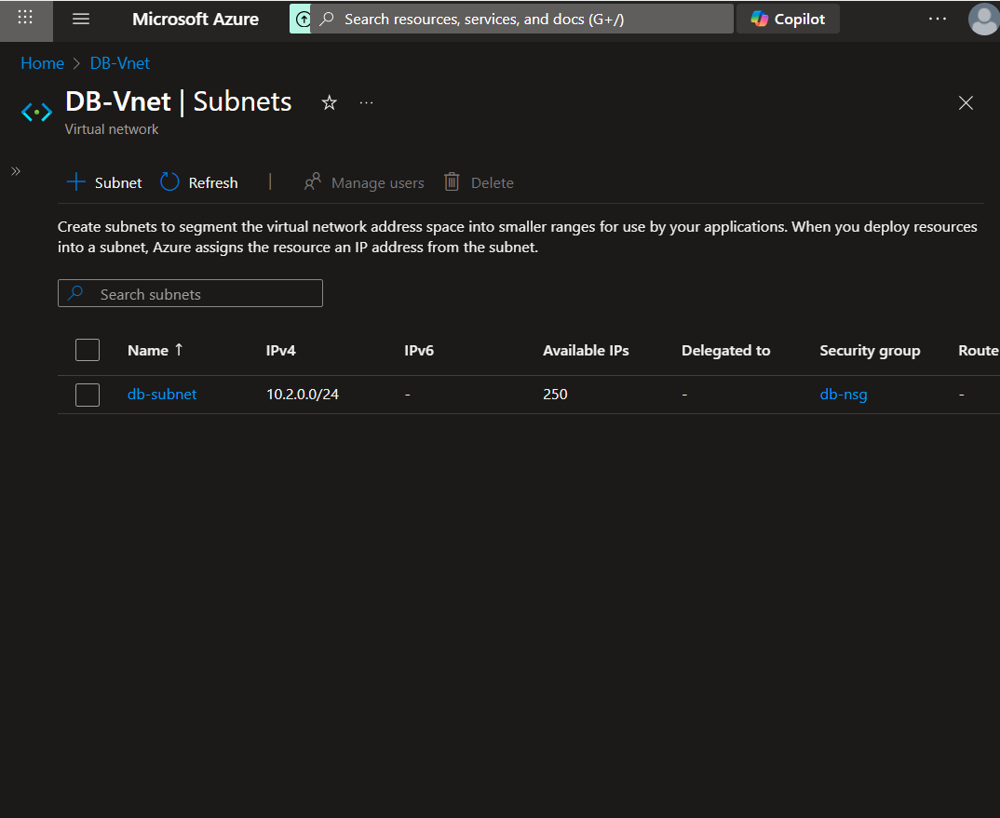 Microsoft Azure
Search resources, services, and docs (G+/)
Copilot
Home > DB-Vnet
DB-Vnet | Subnets
Virtual network
Subnet Refresh | Manage users Delete
Create subnets to segment the virtual network address space into smaller ranges for use by your applications. When you deploy resources
into a subnet, Azure assigns the resource an IP address from the subnet.
Search subnets
Name ↑ IPv4 IPv6 Available IPs Delegated to Security group Route
db-subnet 10.2.0.0/24 - 250 - db-nsg -